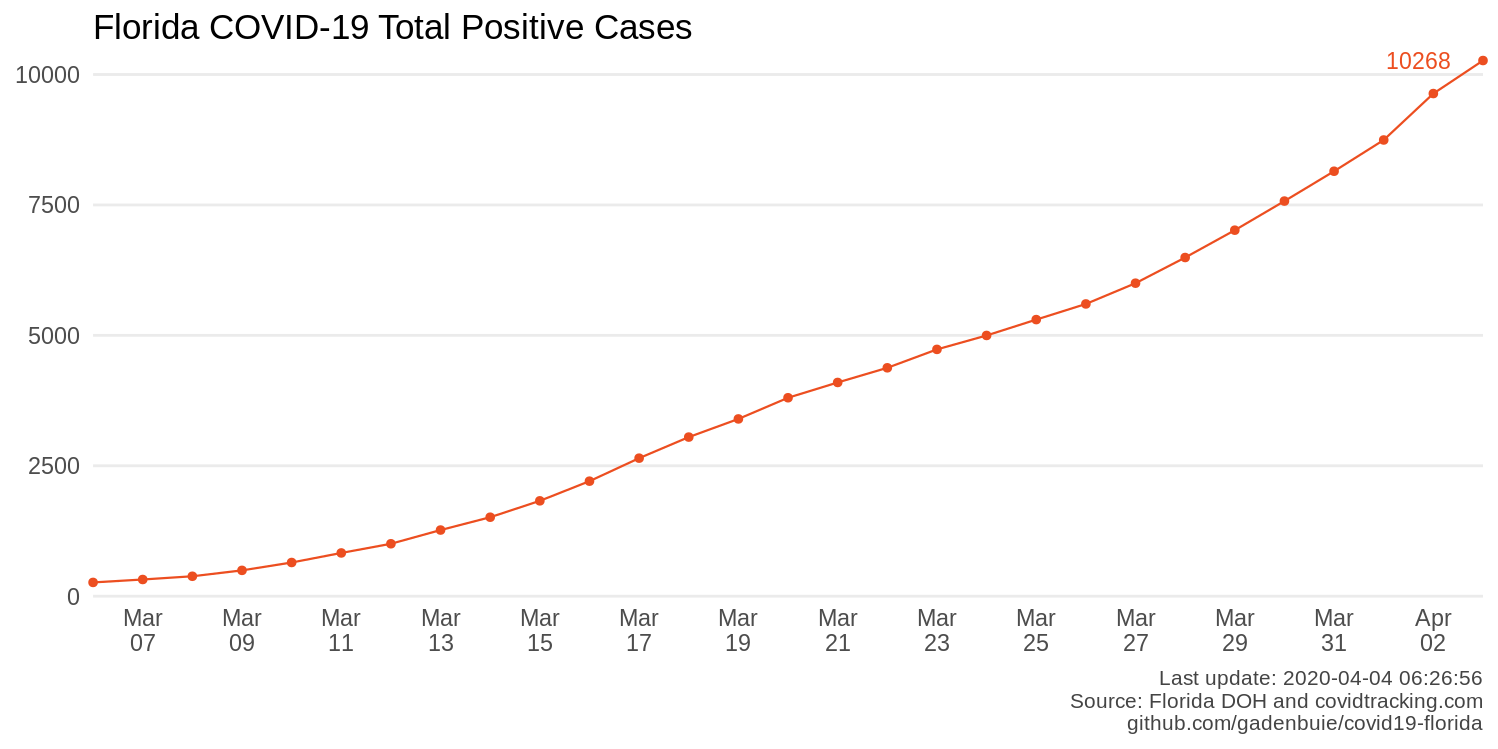 Florida COVID-19 Total Positive Cases
10268
10000
7500
5000
2500
0
Mar Mar Mar Mar Mar Mar Mar Mar Mar Mar Mar Mar Mar Apr
07 09 11 13 15 17 19 21 23 25 27 29 31 02
Last update: 2020-04-04 06:26:56
Source: Florida DOH and covidtracking.com
github.com/gadenbuie/covid19-florida